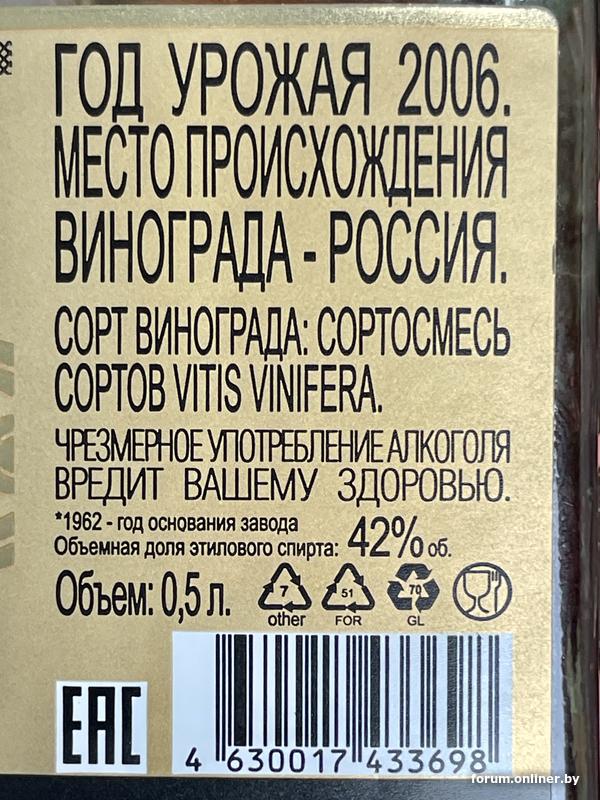 ГОД УРОЖАЯ 2006.
МЕСТО ПРОИСХОЖДЕНИЯ
ВИНОГРАДА - РОССИЯ.
СОРТ ВИНОГРАДА: СОРТОСМЕСЬ
СОРТОВ VITIS VINIFERA.
ЧРЕЗМЕРНОЕ УПОТРЕБЛЕНИЕ АЛКОГОЛЯ
ВРЕДИТ ВАШЕМУ ЗДОРОВЬЮ.
*1962 - год основания завода
Объемная доля этилового спирта: 42% об.
Объем: 0,5 л.
7 51 70
other FOR GL
EAC
4 630017 433698
forum.onliner.by